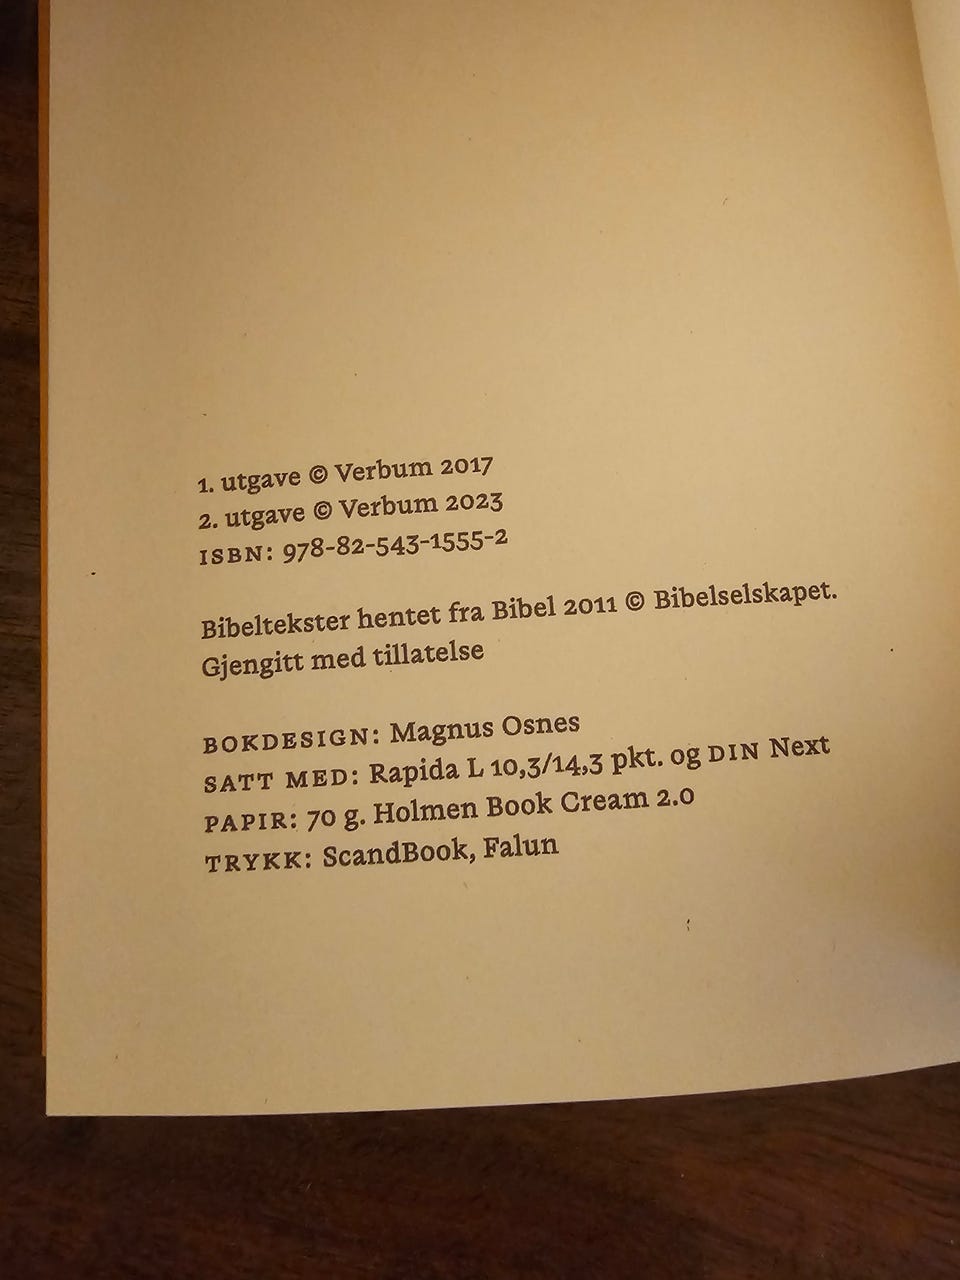 1. utgave © Verbum 2017
2. utgave © Verbum 2023
ISBN: 978-82-543-1555-2
Bibeltekster hentet fra Bibel 2011 © Bibelselskapet.
Gjengitt med tillatelse
BOKDESIGN: Magnus Osnes
SATT MED: Rapida L 10,3/14,3 pkt. og DIN Next
PAPIR: 70 g. Holmen Book Cream 2.0
TRYKK: ScandBook, Falun